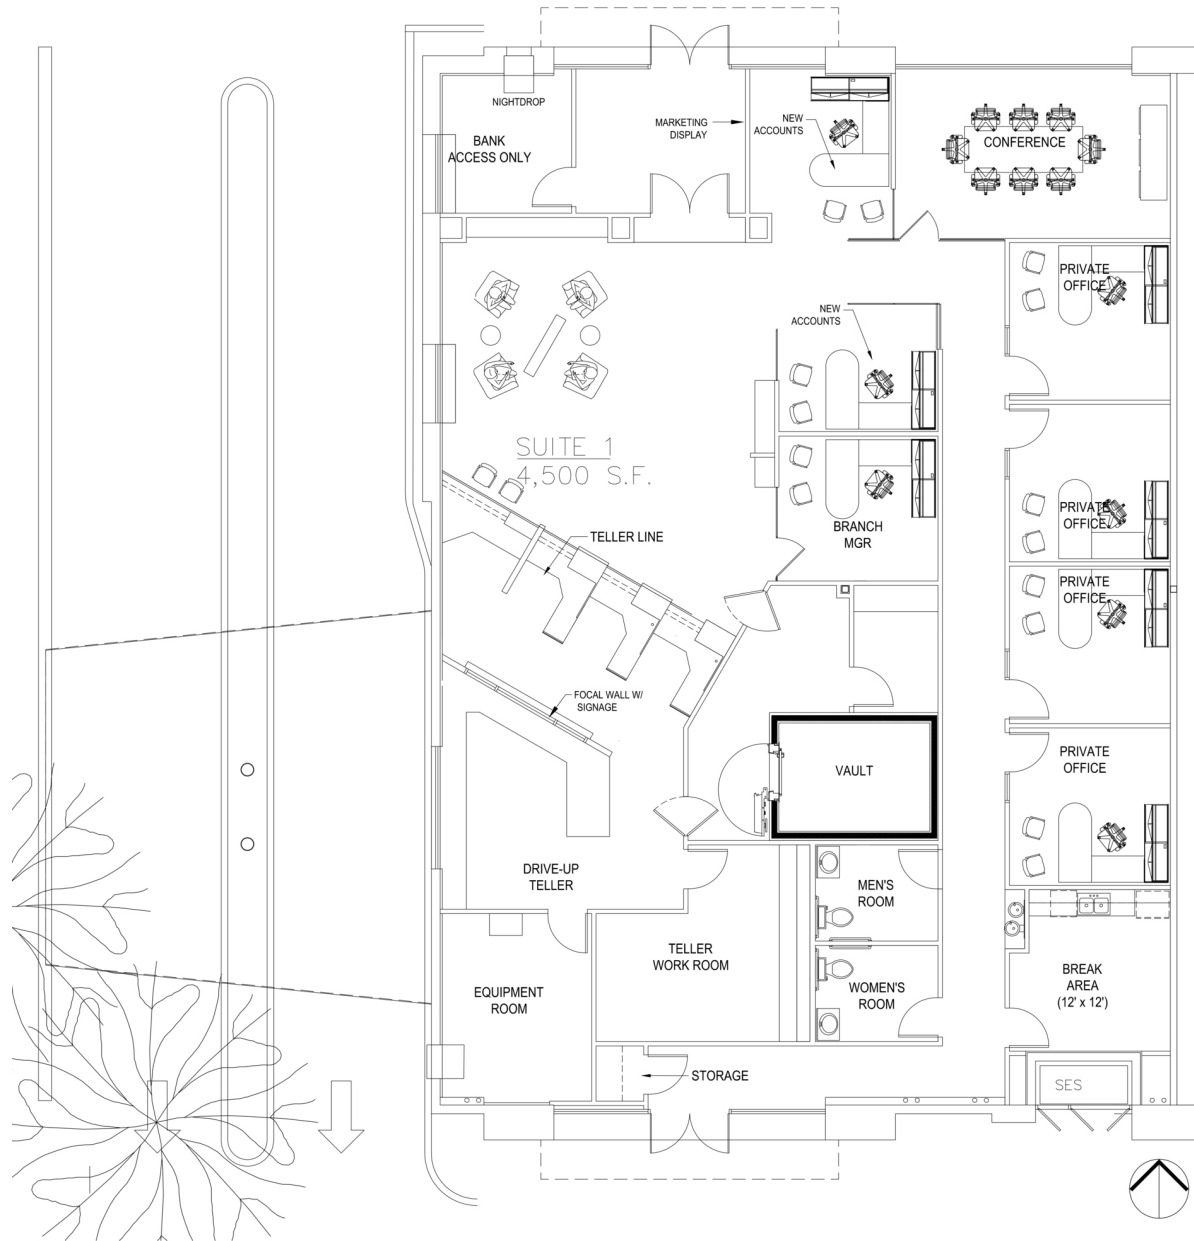 NIGHTDROP
BANK
ACCESS ONLY
MARKETING
DISPLAY
NEW
ACCOUNTS
CONFERENCE
PRIVATE
OFFICE
NEW
ACCOUNTS
SUITE 1
4,500 S.F.
TELLER LINE
BRANCH
MGR
PRIVATE
OFFICE
PRIVATE
OFFICE
FOCAL WALL W/
SIGNAGE
VAULT
PRIVATE
OFFICE
DRIVE-UP
TELLER
MEN'S
ROOM
TELLER
WORK ROOM
EQUIPMENT
ROOM
WOMEN'S
ROOM
BREAK
AREA
(12' x 12')
STORAGE
SES